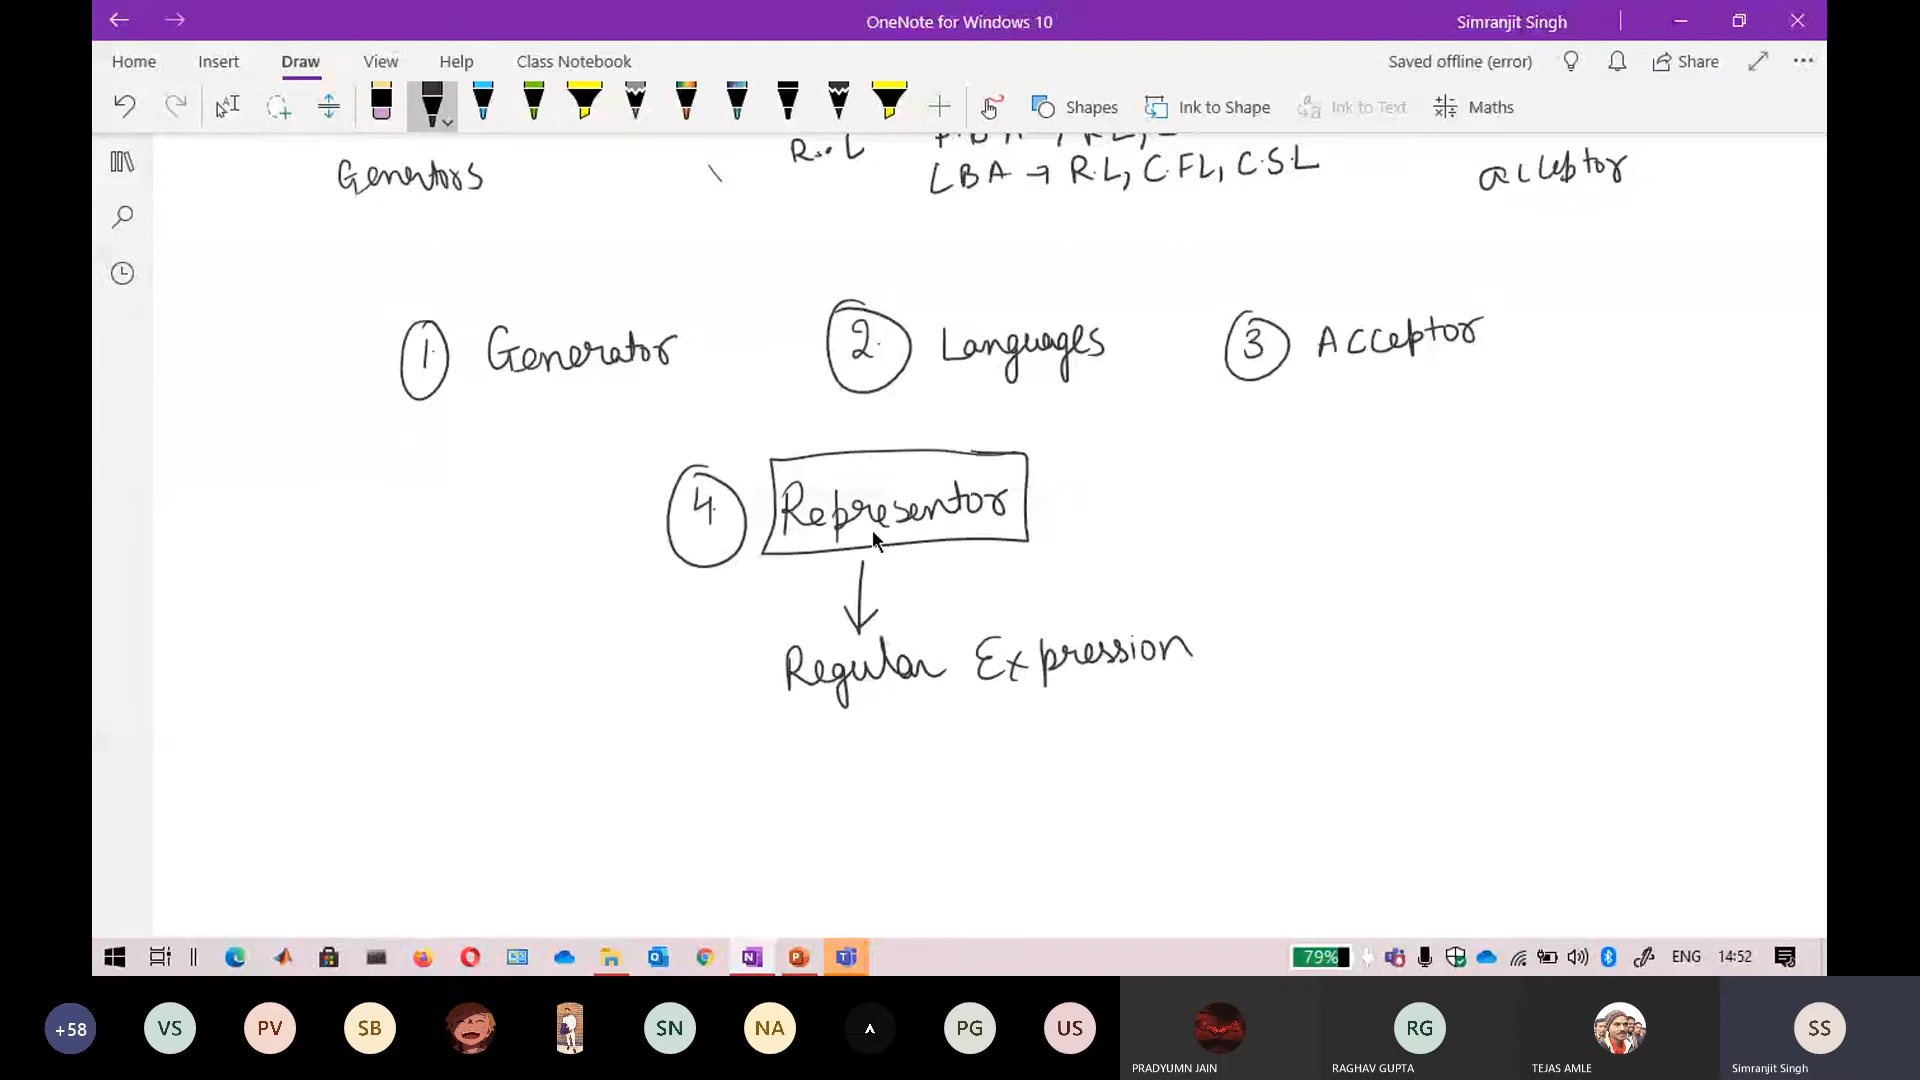 OneNote for Windows 10
Simranjit Singh
Home Insert Draw View Help Class Notebook
Saved offline (error) Share
Shapes Ink to Shape Ink to Text Maths
R.L
LBA → R.L, C.FL, C.S.L
Genertors
acceptor
1. Generator 2. Languages 3 Acceptor
4. Representor
Regular Expression
79% ENG 14:52
+58 VS PV SB SN NA A PG US RG SS
PRADYUMN JAIN RAGHAV GUPTA TEJAS AMLE Simranjit Singh